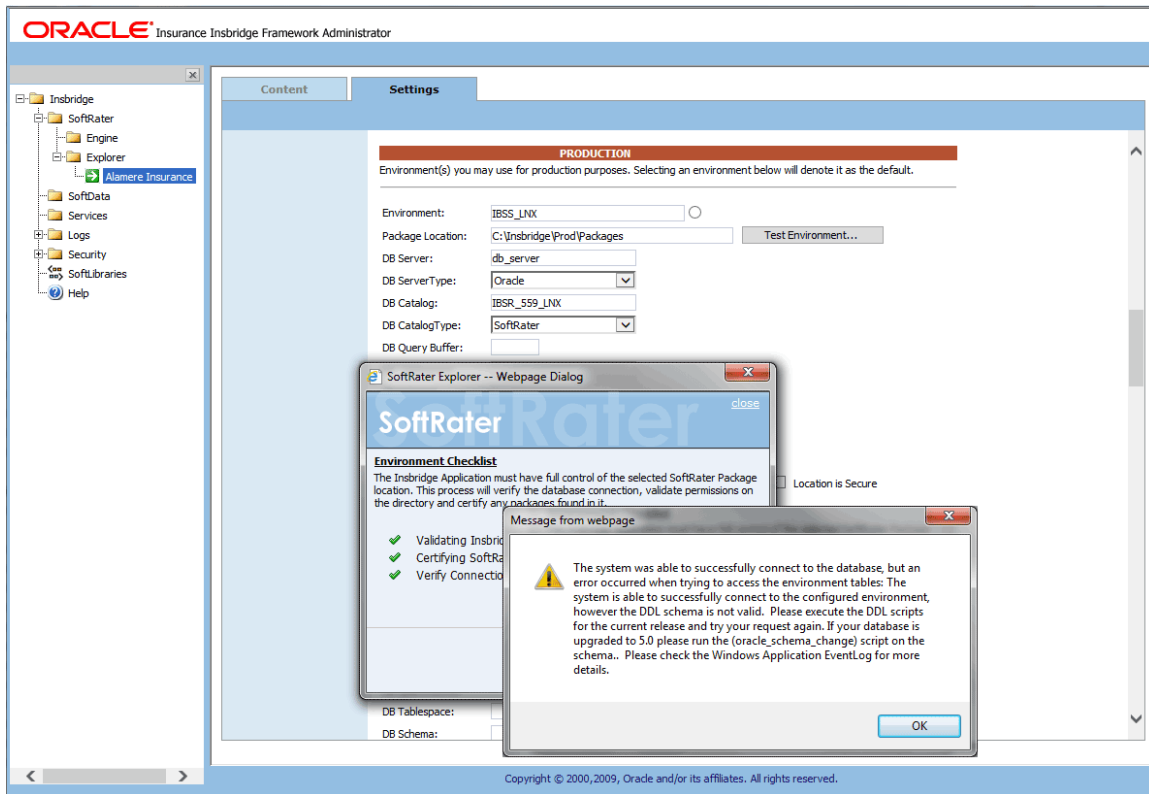 ORACLE® Insurance Insbridge Framework Administrator
Insbridge
SoftRater
Engine
Explorer
Alamere Insurance
SoftData
Services
Logs
Security
SoftLibraries
Help
Content
Settings
PRODUCTION
Environment(s) you may use for production purposes. Selecting an environment below will denote it as the default.
Environment: IBSS_LNX
Package Location: C:\Insbridge\Prod\Packages Test Environment...
DB Server: db_server
DB ServerType: Oracle
DB Catalog: IBSR_559_LNX
DB CatalogType: SoftRater
DB Query Buffer:
SoftRater Explorer -- Webpage Dialog
close
SoftRater
SoftRater
Environment Checklist
The Insbridge Application must have full control of the selected SoftRater Package
location. This process will verify the database connection, validate permissions on
the directory and certify any packages found in it.
Validating Insbrid
Certifying SoftRa
Verify Connectio
Location is Secure
Message from webpage
The system was able to successfully connect to the database, but an
error occurred when trying to access the environment tables: The
system is able to successfully connect to the configured environment,
however the DDL schema is not valid. Please execute the DDL scripts
for the current release and try your request again. If your database is
upgraded to 5.0 please run the (oracle_schema_change) script on the
schema.. Please check the Windows Application EventLog for more
details.
OK
DB Tablespace:
DB Schema:
Copyright © 2000,2009, Oracle and/or its affiliates. All rights reserved.